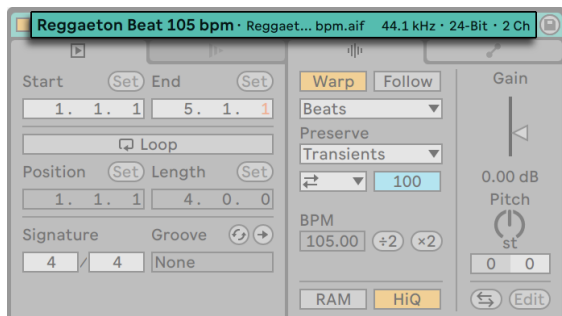 Reggaeton Beat 105 bpm · Reggaet... bpm.aif 44.1 kHz · 24-Bit · 2 Ch
Start Set End Set
1. 1. 1 5. 1. 1
Loop
Position Set Length Set
1. 1. 1 4. 0. 0
Signature Groove
4 / 4 None
Warp Follow
Beats
Preserve
Transients
100
BPM
105.00 ÷2 ×2
RAM HiQ
Gain
0.00 dB
Pitch
st
0 0
Edit